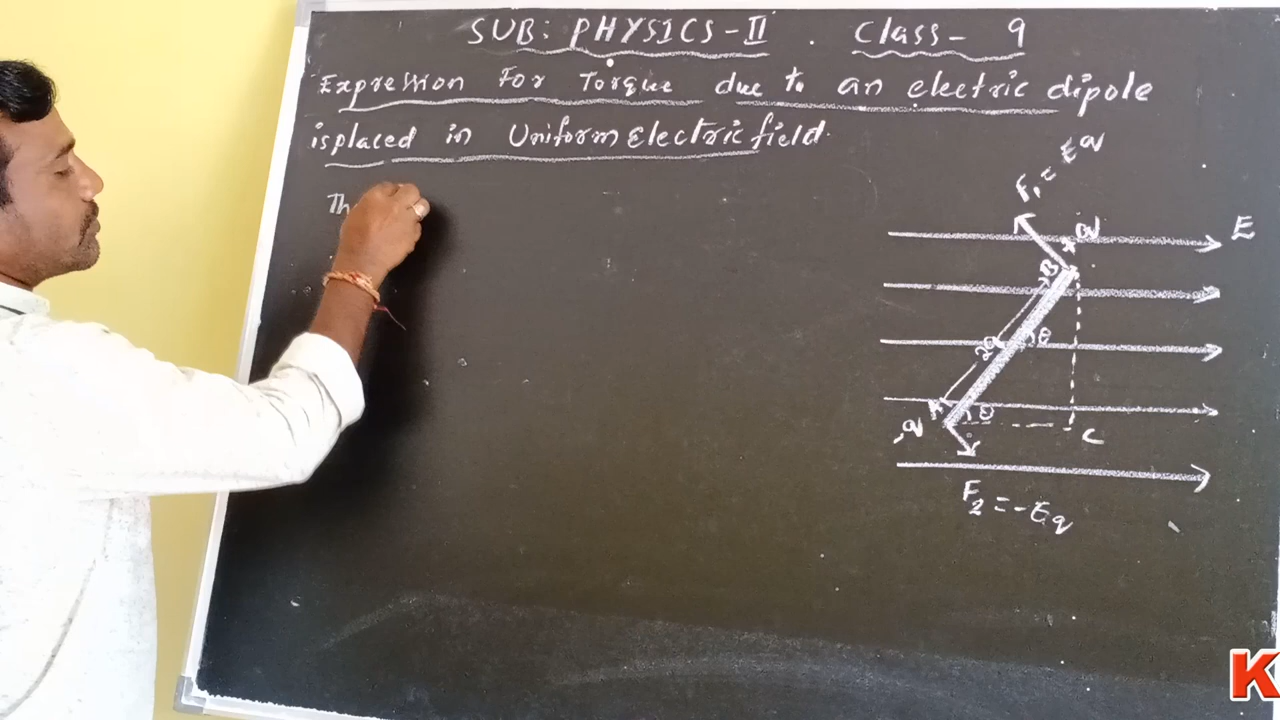 SUB: PHYSICS-II . Class- 9
Expression For Torque due to an electric dipole
isplaced in Uniform Electric field.
Th
F₁ = Eq
E
+q
B
2a
θ
A
θ
-q
C
F₂ = -Eq
K